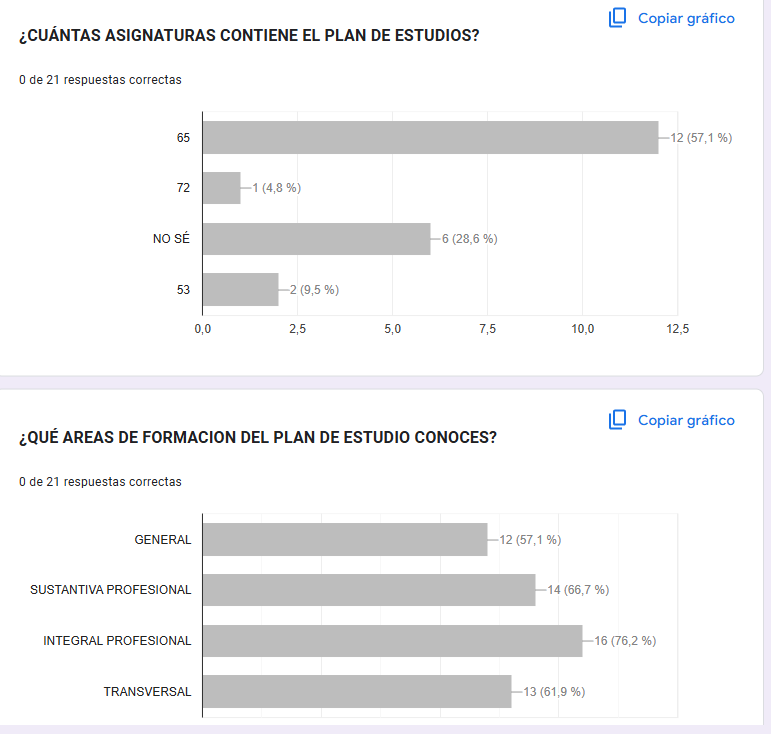 Copiar gráfico
¿CUÁNTAS ASIGNATURAS CONTIENE EL PLAN DE ESTUDIOS?
0 de 21 respuestas correctas
65 12 (57,1 %)
72 1 (4,8 %)
NO SÉ 6 (28,6 %)
53 2 (9,5 %)
0,0 2,5 5,0 7,5 10,0 12,5
Copiar gráfico
¿QUÉ AREAS DE FORMACION DEL PLAN DE ESTUDIO CONOCES?
0 de 21 respuestas correctas
GENERAL 12 (57,1 %)
SUSTANTIVA PROFESIONAL 14 (66,7 %)
INTEGRAL PROFESIONAL 16 (76,2 %)
TRANSVERSAL 13 (61,9 %)